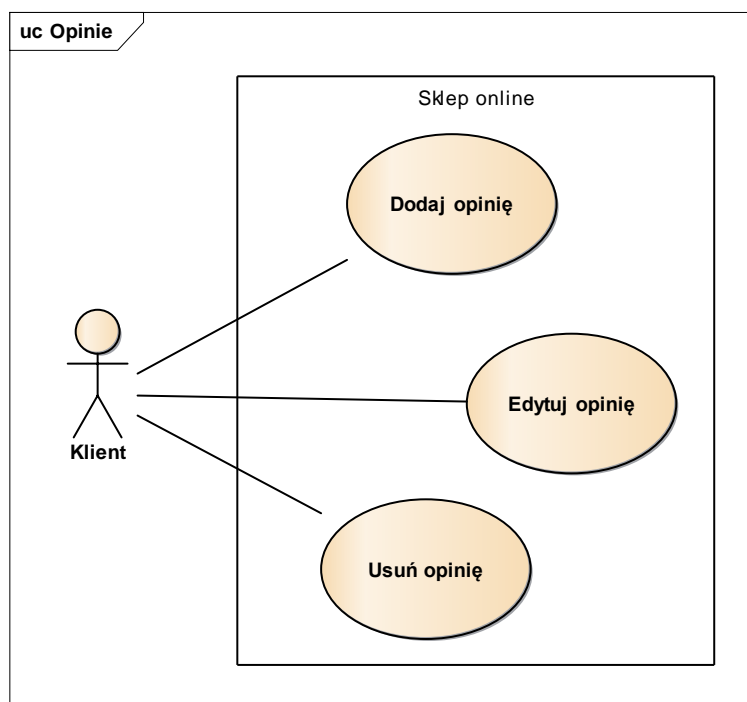 uc Opinie
Sklep online
Dodaj opinię
Edytuj opinię
Klient
Usuń opinię